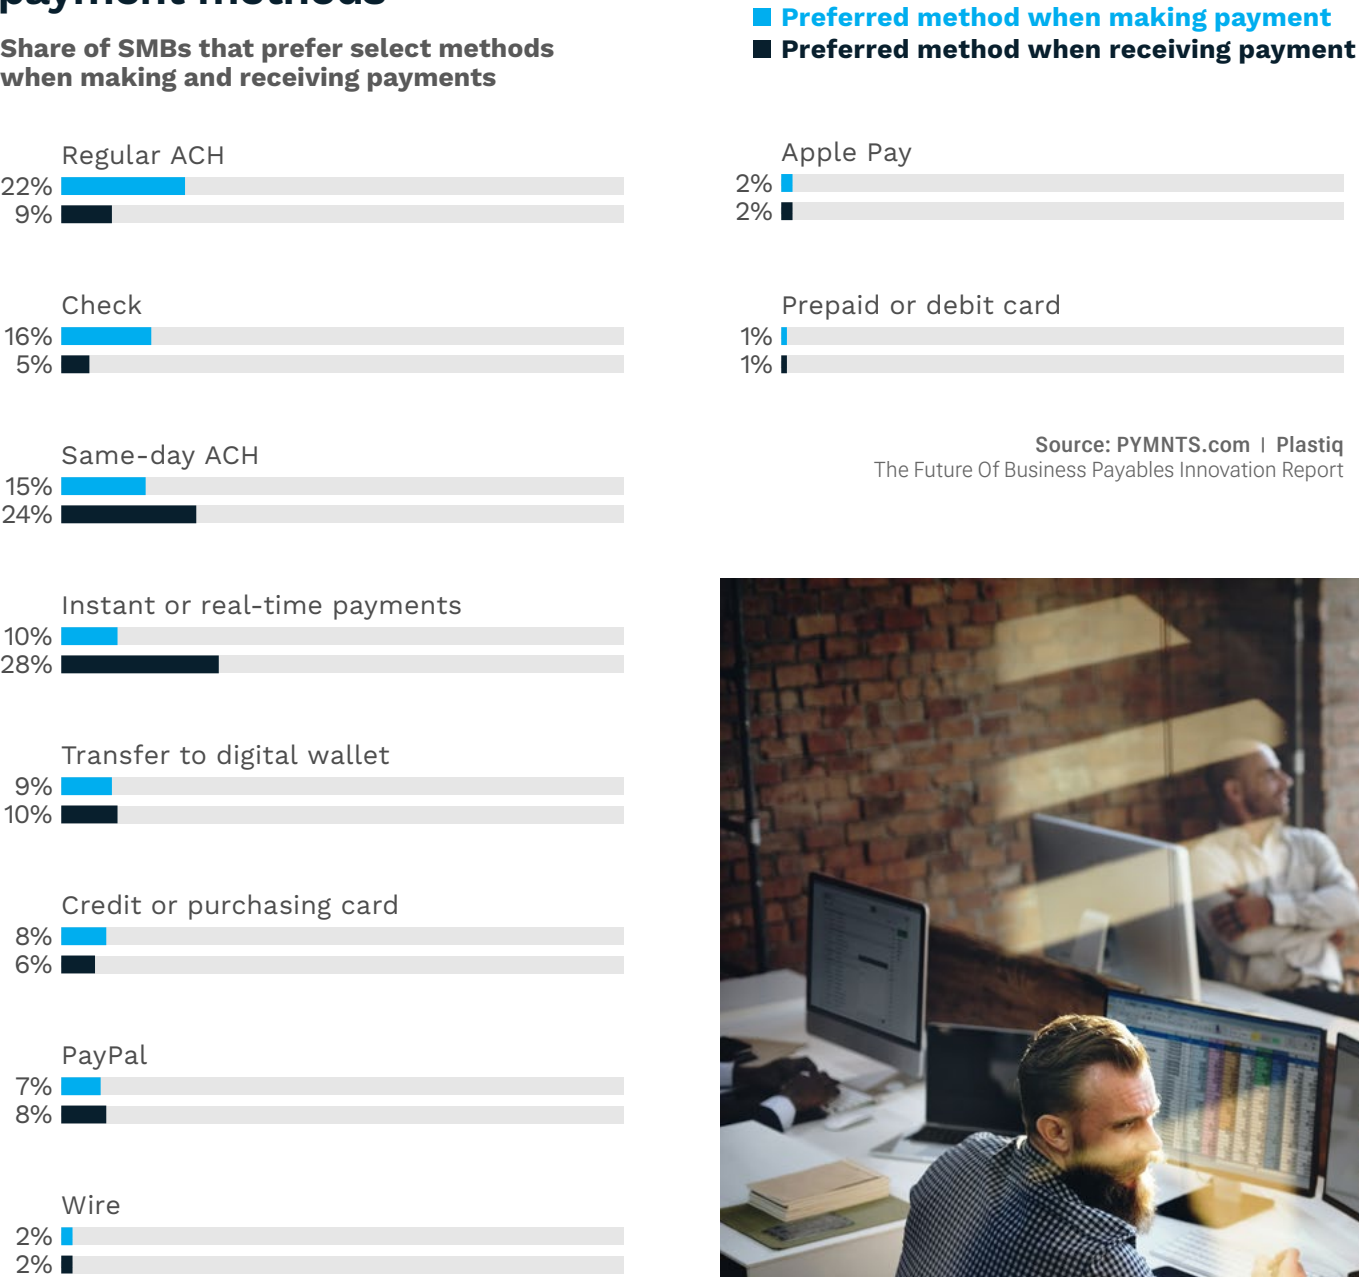 payment methods
Share of SMBs that prefer select methods
when making and receiving payments
Preferred method when making payment
Preferred method when receiving payment
Regular ACH
22%
9%
Check
16%
5%
Same-day ACH
15%
24%
Instant or real-time payments
10%
28%
Transfer to digital wallet
9%
10%
Credit or purchasing card
8%
6%
PayPal
7%
8%
Wire
2%
2%
Apple Pay
2%
2%
Prepaid or debit card
1%
1%
Source: PYMNTS.com | Plastiq
The Future Of Business Payables Innovation Report